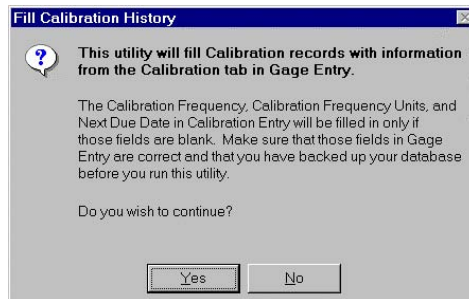 Fill Calibration History
This utility will fill Calibration records with information
from the Calibration tab in Gage Entry.
The Calibration Frequency, Calibration Frequency Units, and
Next Due Date in Calibration Entry will be filled in only if
those fields are blank. Make sure that those fields in Gage
Entry are correct and that you have backed up your database
before you run this utility.
Do you wish to continue?
Yes
No